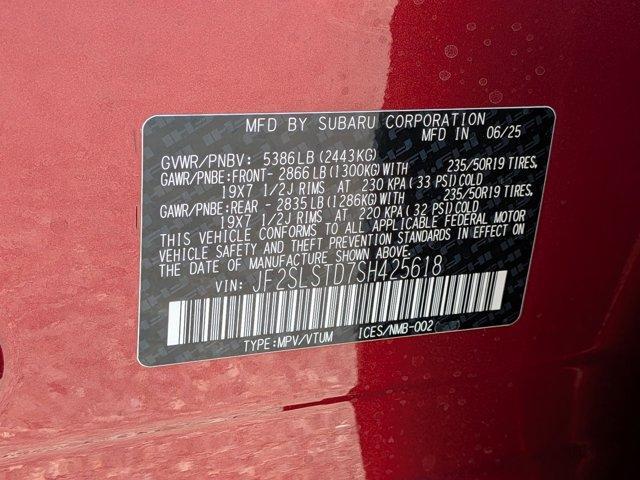 MFD BY SUBARU CORPORATION
MFD IN 06/25
GVWR/PNBV: 5386LB(2443KG)
GAWR/PNBE:FRONT- 2866LB(1300KG)WITH 235/50R19 TIRES,
19X7 1/2J RIMS AT 230 KPA(33 PSI)COLD
GAWR/PNBE:REAR - 2835LB(1286KG)WITH 235/50R19 TIRES,
19X7 1/2J RIMS AT 220 KPA(32 PSI)COLD
THIS VEHICLE CONFORMS TO ALL APPLICABLE FEDERAL MOTOR
VEHICLE SAFETY AND THEFT PREVENTION STANDARDS IN EFFECT ON
THE DATE OF MANUFACTURE SHOWN ABOVE.
VIN: JF2SLSTD7SH425618
TYPE:MPV/VTUM ICES/NMB-002